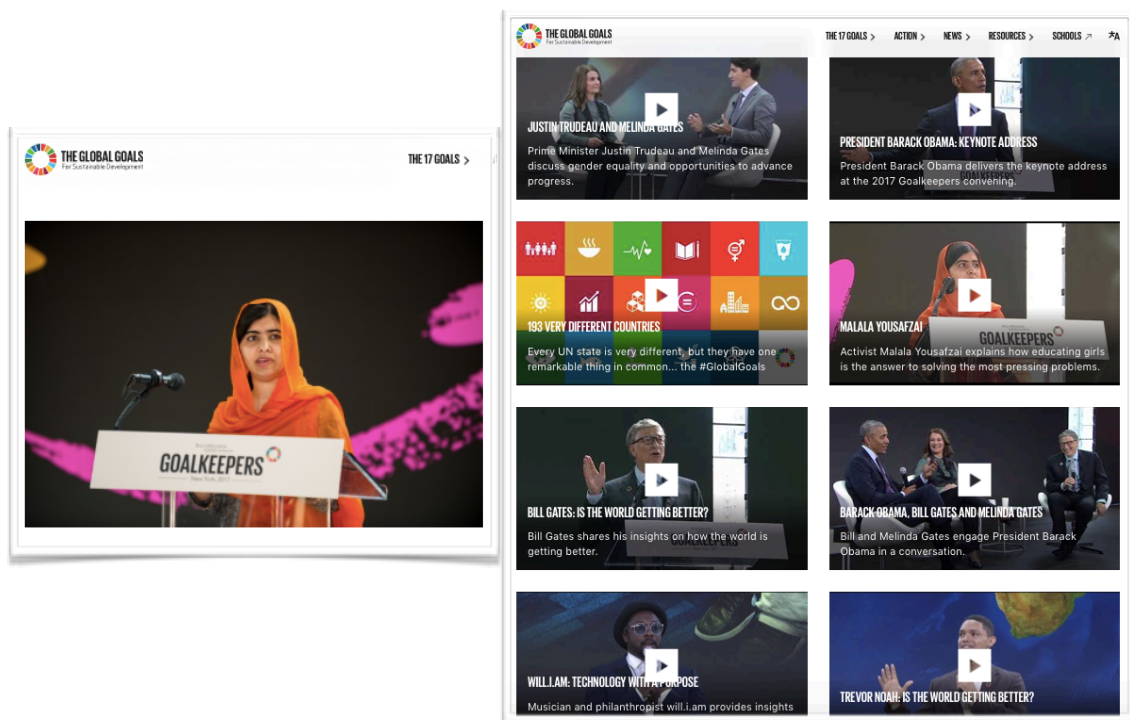 THE GLOBAL GOALS
For Sustainable Development
THE 17 GOALS
GOALKEEPERS
New York, 2017
THE GLOBAL GOALS
For Sustainable Development
THE 17 GOALS
ACTION
NEWS
RESOURCES
SCHOOLS
JUSTIN TRUDEAU AND MELINDA GATES
Prime Minister Justin Trudeau and Melinda Gates
discuss gender equality and opportunities to advance
progress.
PRESIDENT BARACK OBAMA: KEYNOTE ADDRESS
President Barack Obama delivers the keynote address
at the 2017 Goalkeepers convening.
GOALKEEPERS
193 VERY DIFFERENT COUNTRIES
Every UN state is very different, but they have one
remarkable thing in common... the #GlobalGoals
GOALKEEPERS
MALALA YOUSAFZAI
Activist Malala Yousafzai explains how educating girls
is the answer to solving the most pressing problems.
BILL GATES: IS THE WORLD GETTING BETTER?
Bill Gates shares his insights on how the world is
getting better.
GOALKEEPERS
BARACK OBAMA, BILL GATES AND MELINDA GATES
Bill and Melinda Gates engage President Barack
Obama in a conversation.
WILL.I.AM: TECHNOLOGY WITH A PURPOSE
Musician and philanthropist will.i.am provides insights
TREVOR NOAH: IS THE WORLD GETTING BETTER?